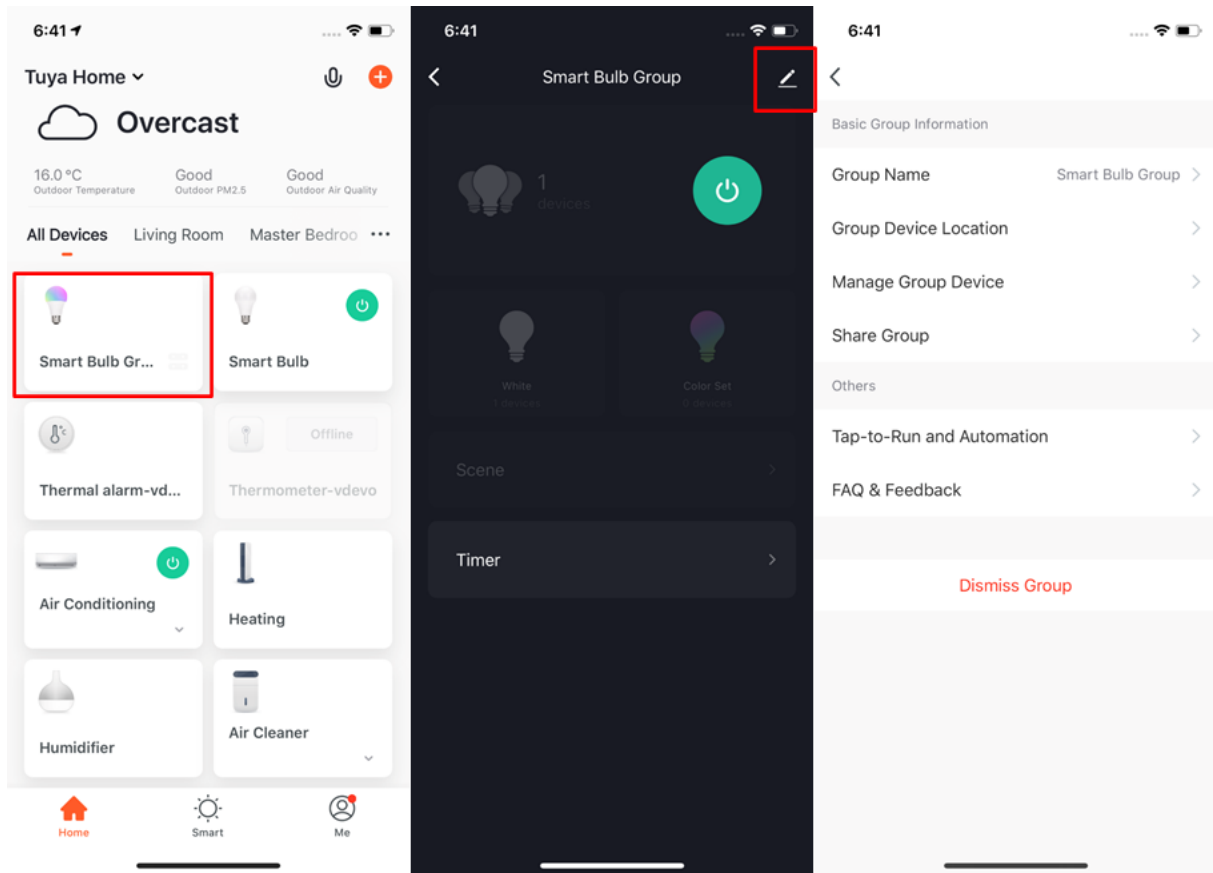 6:41
Tuya Home
Overcast
16.0 °C Good Good
Outdoor Temperature Outdoor PM2.5 Outdoor Air Quality
All Devices Living Room Master Bedroo
Smart Bulb Gr... Smart Bulb
Offline
Thermal alarm-vd... Thermometer-vdevo
Air Conditioning
Heating
Humidifier
Air Cleaner
Home Smart Me
6:41
Smart Bulb Group
1
devices
White Color Set
1 devices 0 devices
Scene
Timer
6:41
Basic Group Information
Group Name Smart Bulb Group
Group Device Location
Manage Group Device
Share Group
Others
Tap-to-Run and Automation
FAQ & Feedback
Dismiss Group